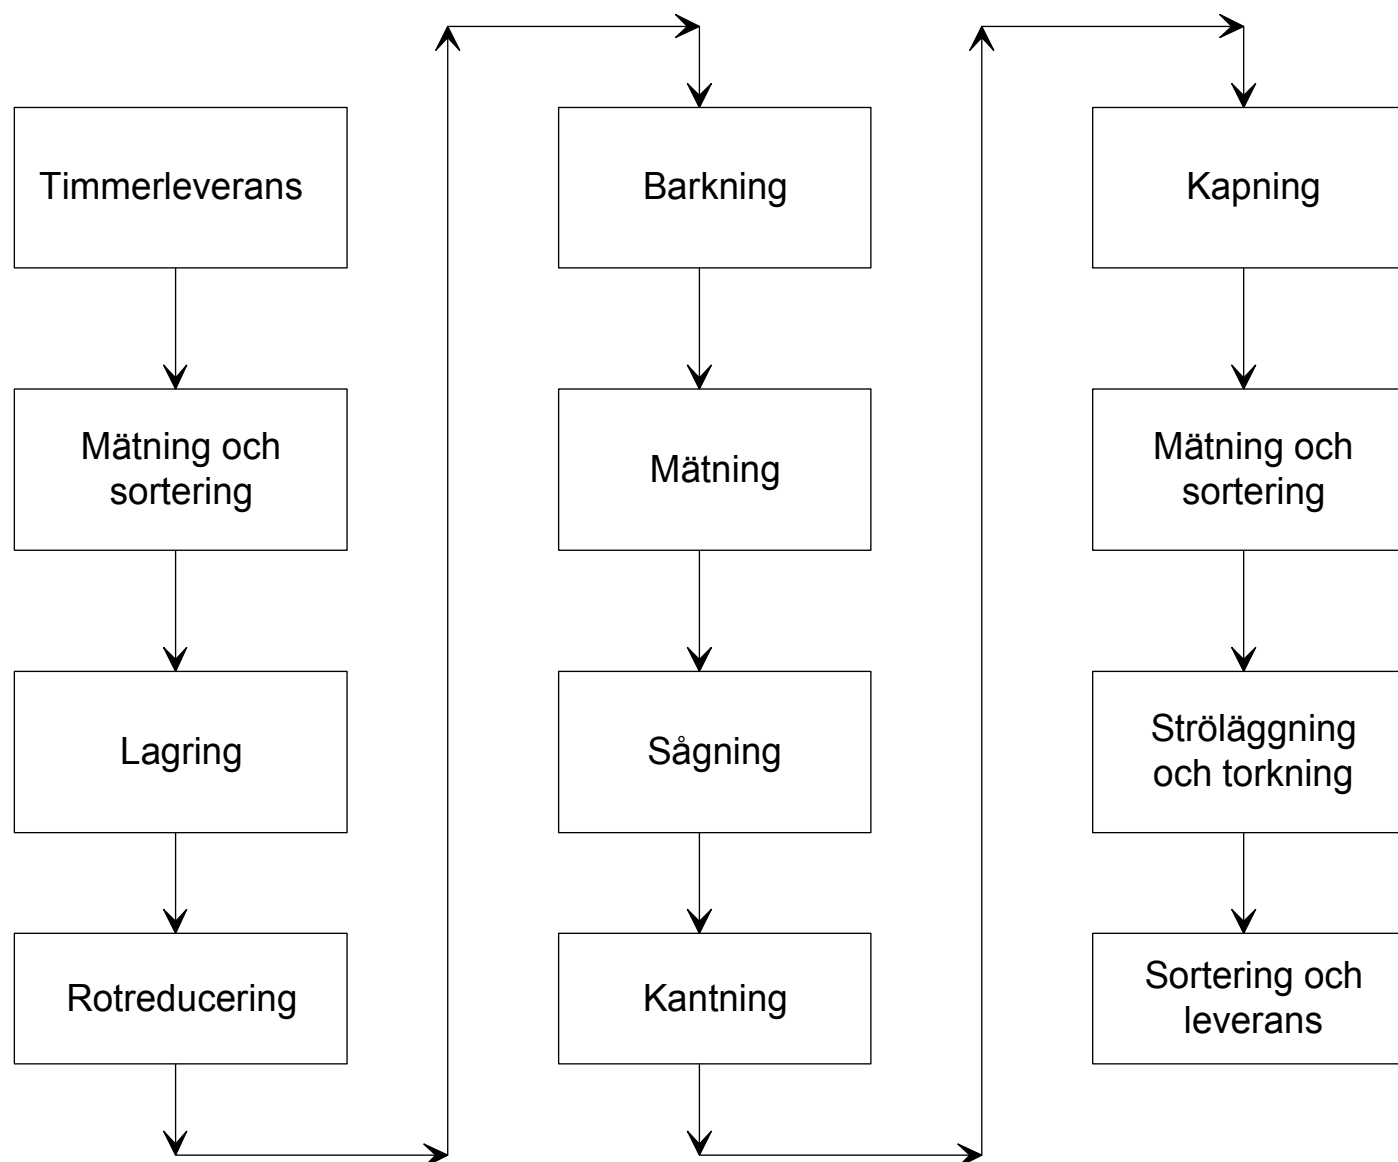 Timmerleverans
Mätning och
sortering
Lagring
Rotreducering
Barkning
Mätning
Sågning
Kantning
Kapning
Mätning och
sortering
Ströläggning
och torkning
Sortering och
leverans